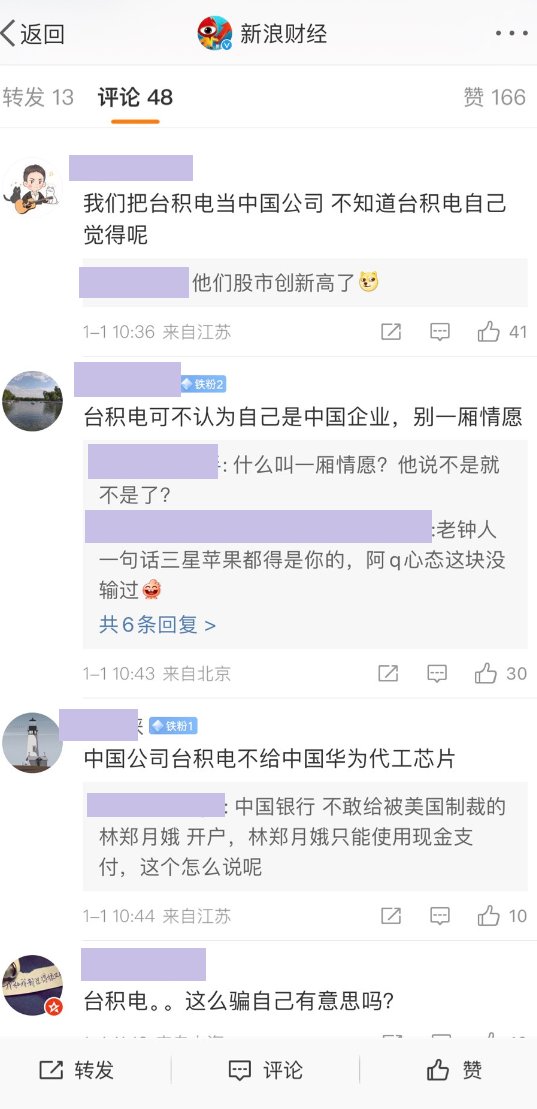 返回
新浪财经
转发 13
评论 48
赞 166
我们把台积电当中国公司 不知道台积电自己
觉得呢
他们股市创新高了
1-1 10:36 来自江苏
41
铁粉2
台积电可不认为自己是中国企业，别一厢情愿
: 什么叫一厢情愿？他说不是就
不是了？
:老钟人
一句话三星苹果都得是你的，阿q心态这块没
输过
共6条回复 >
1-1 10:43 来自北京
30
铁粉1
中国公司台积电不给中国华为代工芯片
: 中国银行 不敢给被美国制裁的
林郑月娥 开户，林郑月娥只能使用现金支
付，这个怎么说呢
1-1 10:44 来自江苏
10
台积电。。这么骗自己有意思吗?
转发
评论
赞